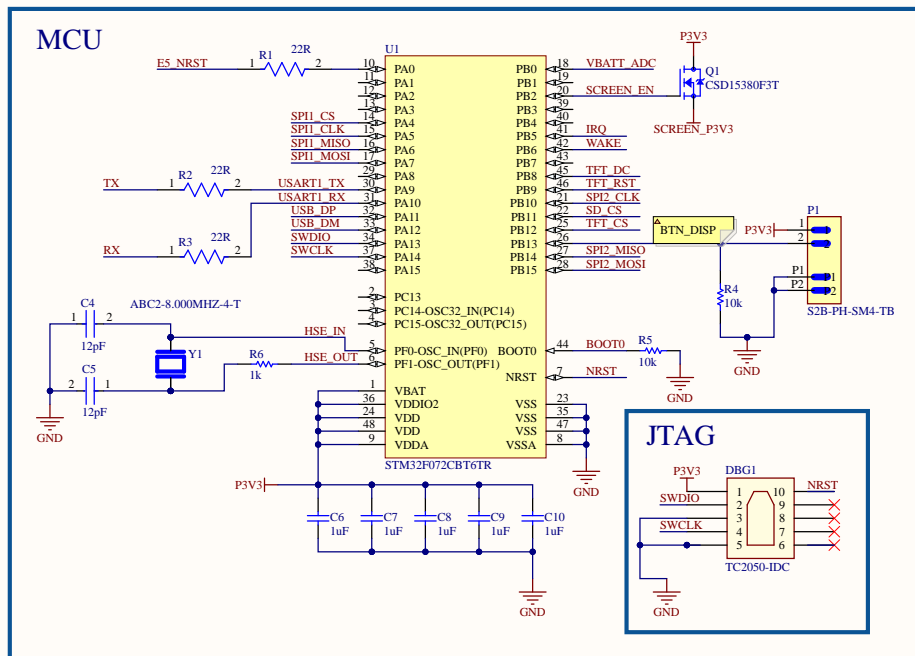 MCU
U1
E5_NRST
1
R1
22R
2
10
PA0
11
PA1
12
PA2
13
PA3
SPI1_CS
14
PA4
SPI1_CLK
15
PA5
SPI1_MISO
16
PA6
SPI1_MOSI
17
PA7
29
PA8
TX
1
R2
22R
2
USART1_TX
30
PA9
USART1_RX
31
PA10
USB_DP
32
PA11
USB_DM
33
PA12
RX
1
R3
22R
2
SWDIO
34
PA13
SWCLK
37
PA14
38
PA15
2
PC13
3
PC14-OSC32_IN(PC14)
4
PC15-OSC32_OUT(PC15)
C4
1
2
12pF
ABC2-8.000MHZ-4-T
Y1
HSE_IN
5
PF0-OSC_IN(PF0)
C5
2
1
12pF
R6
1k
HSE_OUT
6
PF1-OSC_OUT(PF1)
GND
1
VBAT
36
VDDIO2
24
VDD
48
VDD
9
VDDA
PB0
18
VBATT_ADC
PB1
19
PB2
20
SCREEN_EN
PB3
39
PB4
40
PB5
41
IRQ
PB6
42
WAKE
PB7
43
PB8
45
TFT_DC
PB9
46
TFT_RST
PB10
21
SPI2_CLK
PB11
22
SD_CS
PB12
25
TFT_CS
PB13
26
PB14
27
SPI2_MISO
PB15
28
SPI2_MOSI
BOOT0
44
BOOT0
R5
10k
GND
NRST
7
NRST
VSS
23
VSS
35
VSS
47
VSSA
8
GND
STM32F072CBT6TR
P3V3
Q1
CSD15380F3T
SCREEN_P3V3
BTN_DISP
P3V3
P1
1
2
P1
1
P2
2
S2B-PH-SM4-TB
R4
10k
GND
P3V3
C6
1uF
C7
1uF
C8
1uF
C9
1uF
C10
1uF
GND
JTAG
P3V3
DBG1
1
10
NRST
SWDIO
2
9
3
8
SWCLK
4
7
5
6
TC2050-IDC
GND